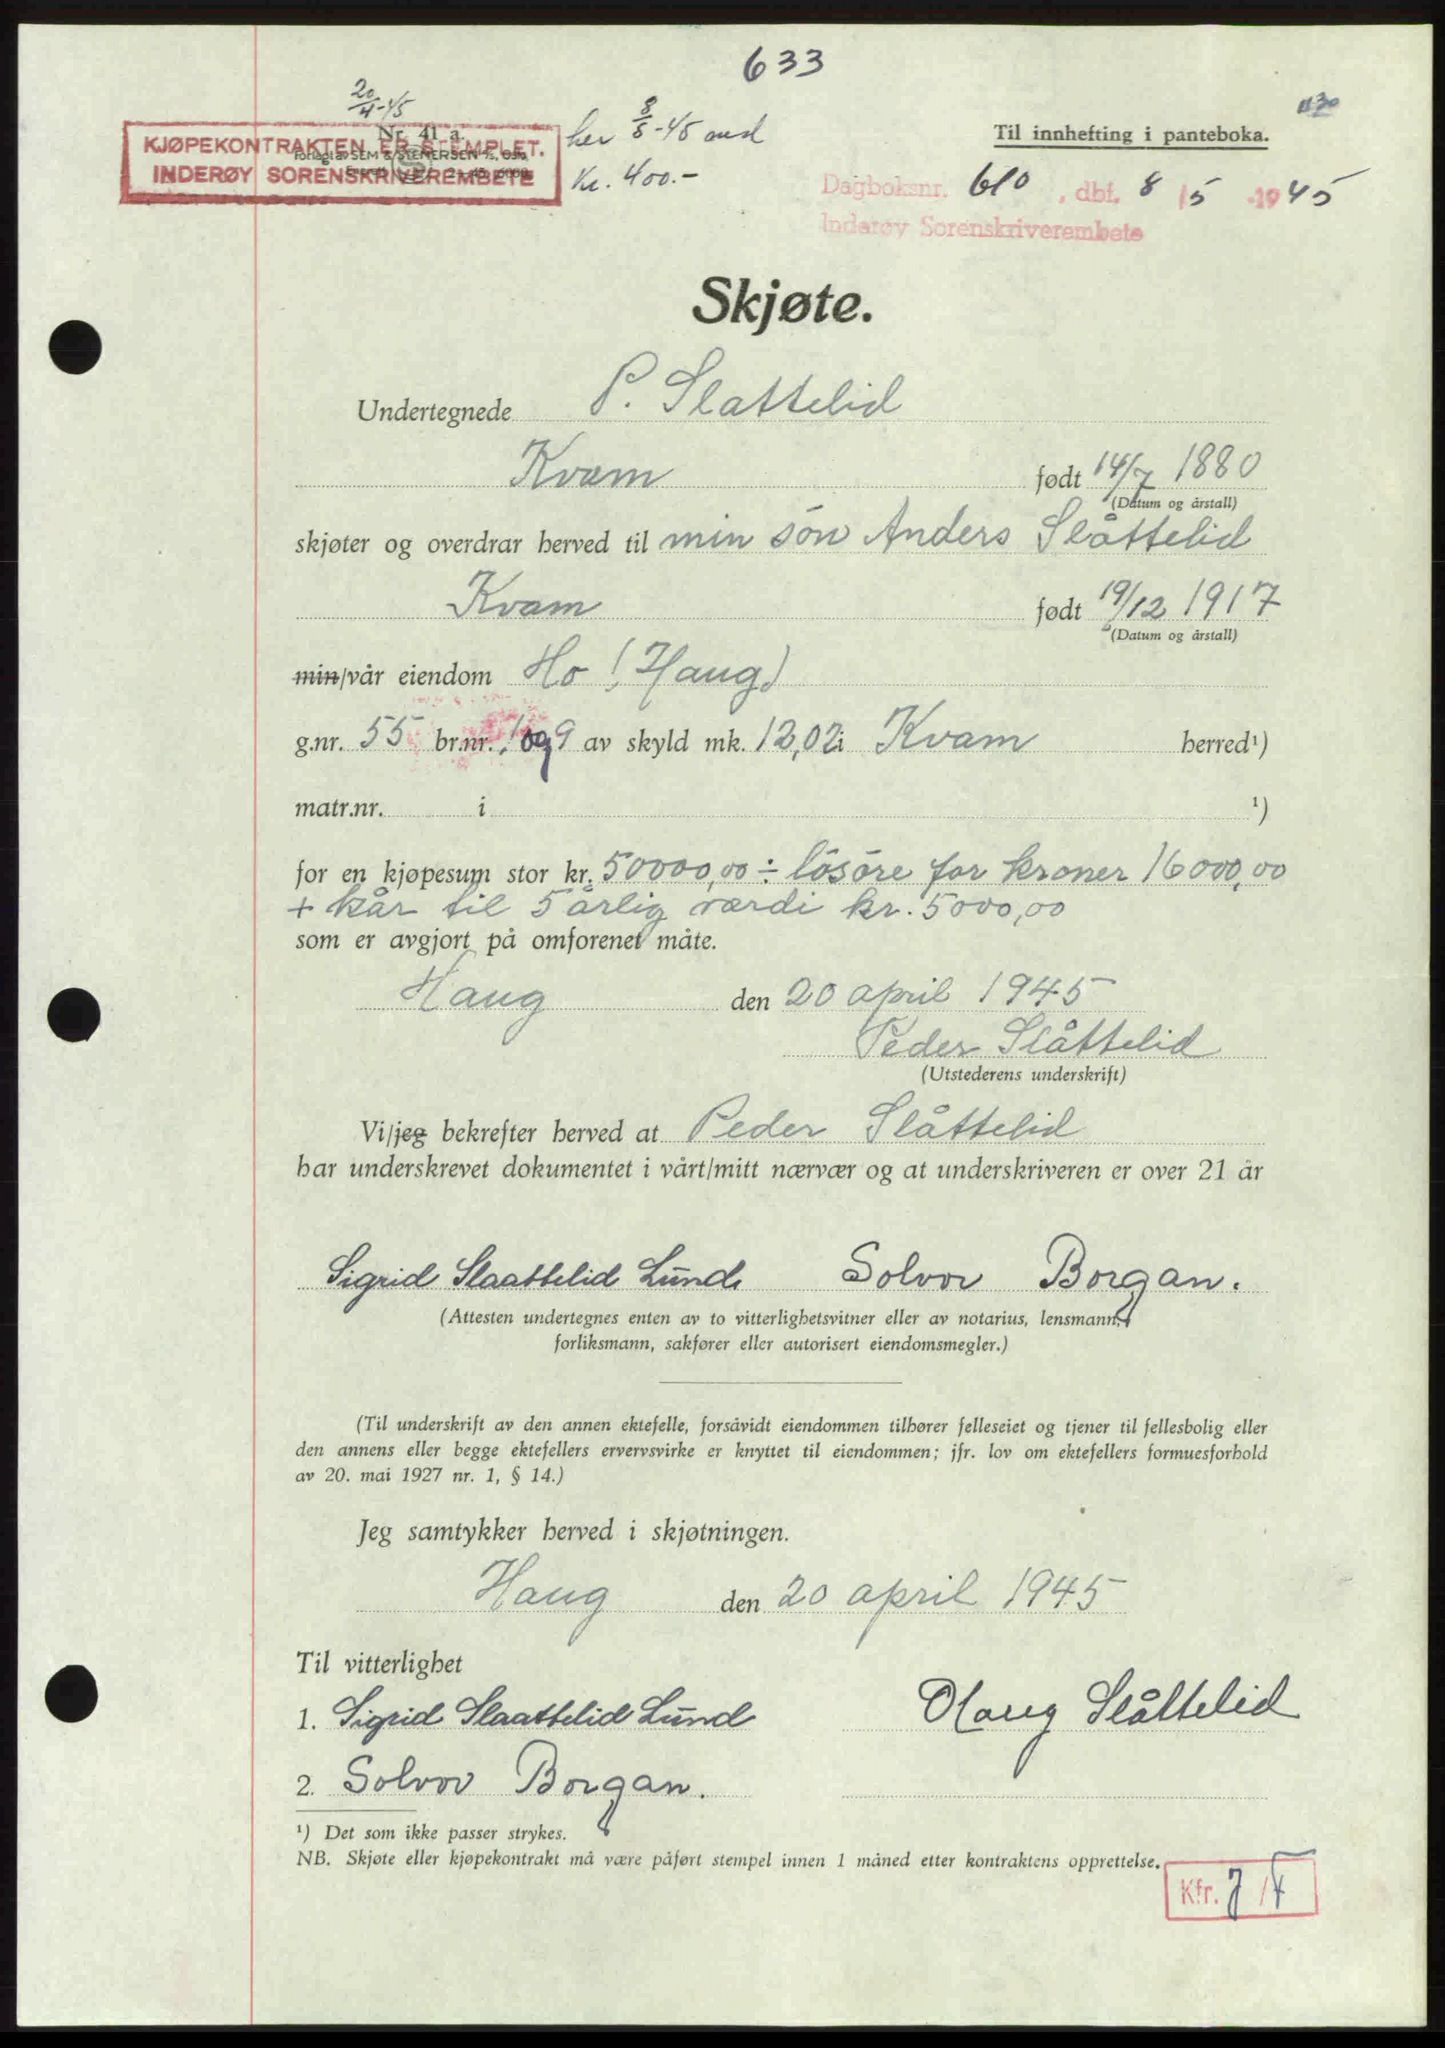 633
20/4-45
Nr. 41 a.
KJØPEKONTRAKTEN ER STEMPLET.
INDERØY SORENSKRIVEREMBETE
her 8/5-45 med
Kr. 400.-
Til innhefting i panteboka.
Dagboksnr. 610, dbf. 8/5-1945
Inderøy Sorenskriverembete
Skjøte.
Undertegnede P. Slattelid
Kvam født 14/7 1880
(Datum og årstall)
skjøter og overdrar herved til min søn Anders Slåttelid
Kvam født 19/12 1917
(Datum og årstall)
min/vår eiendom Ho (Haug)
g.nr. 55 br.nr. 1 og 9 av skyld mk. 12,02 i Kvam herred¹)
matr.nr. i ¹)
for en kjøpesum stor kr. 50000,00 ÷ lösöre for kroner 16000,00
+ kår til 5 årlig værdi kr. 5000,00
som er avgjort på omforenet måte.
Haug den 20 april 1945
Peder Slåttelid
(Utstederens underskrift)
Vi/jeg bekrefter herved at Peder Slåttelid
har underskrevet dokumentet i vårt/mitt nærvær og at underskriveren er over 21 år
Sigrid Slaattelid Lund. Solvor Borgan.
(Attesten undertegnes enten av to vitterlighetsvitner eller av notarius, lensmann,
forliksmann, sakfører eller autorisert eiendomsmegler.)
(Til underskrift av den annen ektefelle, forsåvidt eiendommen tilhører felleseiet og tjener til fellesbolig eller
den annens eller begge ektefellers ervervsvirke er knyttet til eiendommen; jfr. lov om ektefellers formuesforhold
av 20. mai 1927 nr. 1, § 14.)
Jeg samtykker herved i skjøtningen.
Haug den 20 april 1945
Til vitterlighet
1. Sigrid Slaattelid Lund
Slåttelid
2. Solvor Borgan.
¹) Det som ikke passer strykes.
NB. Skjøte eller kjøpekontrakt må være påført stempel innen 1 måned etter kontraktens opprettelse.
Kfr.